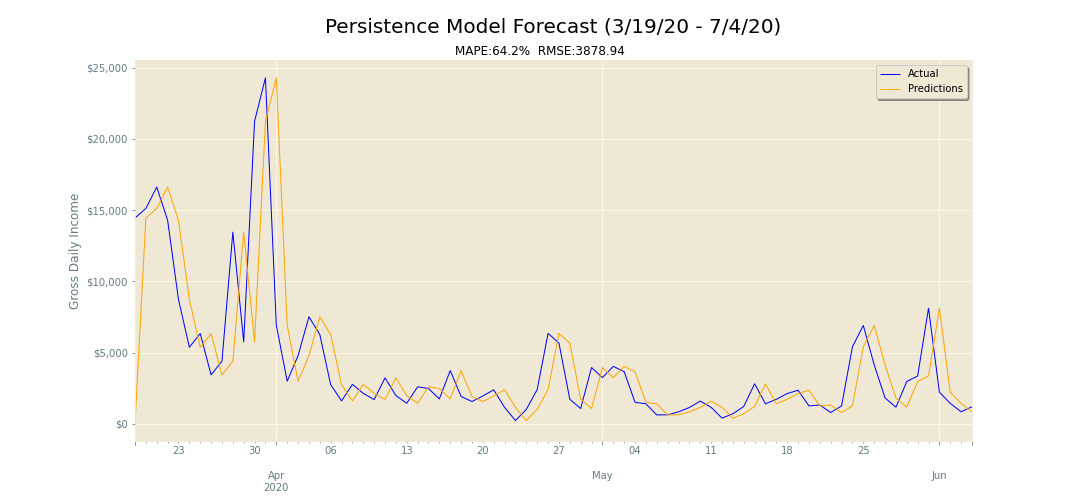 Persistence Model Forecast (3/19/20 - 7/4/20)
MAPE:64.2%  RMSE:3878.94
Actual
Predictions
Gross Daily Income
$25,000
$20,000
$15,000
$10,000
$5,000
$0
23 30 06 13 20 27 04 11 18 25
Apr May Jun
2020